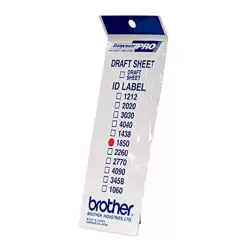 PRO
DRAFT SHEET
DRAFT
SHEET
ID LABEL
1212
2020
3030
4040
1438
1850
2260
2770
4090
3458
1060
brother
BROTHER INDUSTRIES LTD.